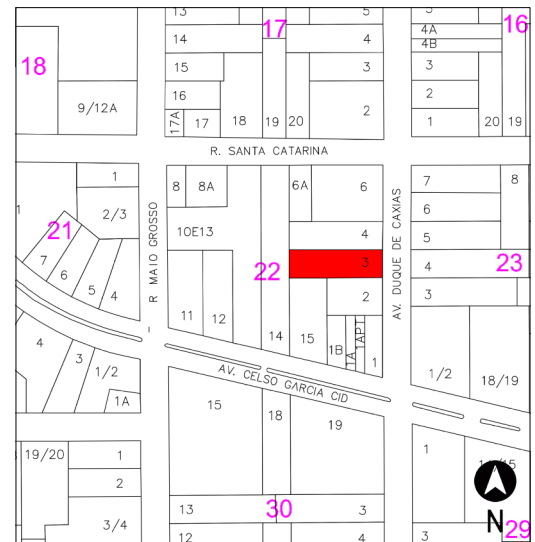 13 17 5 5 16
14 4 4A
4B
18 15 3 3
16 2
9/12A 17A 17 18 19 20 2 1 20 19
R. SANTA CATARINA
1 8 8A 6A 6 7 8
2/3 6
21 10E13 4 5
7 6 5 4 R MAIO GROSSO 22 3 AV. DUQUE DE CAXIAS 4 23
2 3
11 12 14 15 1B 1A 1AP1 1
4 3 1/2 AV. CELSO GARCIA CID 1/2 18/19
1A 15 18 19
19/20 1 1
2
13 30 3 N
3/4 12 4 3 29